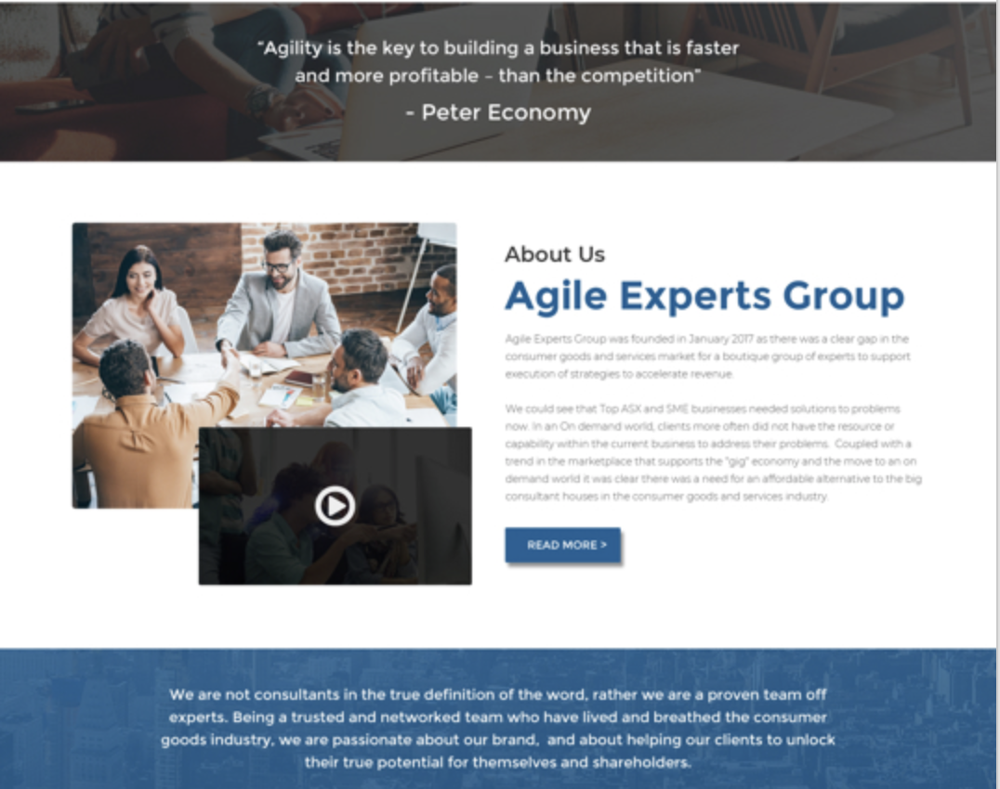 “Agility is the key to building a business that is faster
and more profitable – than the competition”
- Peter Economy
About Us
Agile Experts Group
Agile Experts Group was founded in January 2017 as there was a clear gap in the
consumer goods and services market for a boutique group of experts to support
execution of strategies to accelerate revenue.
We could see that Top ASX and SME businesses needed solutions to problems
now. In an On demand world, clients more often did not have the resource or
capability within the current business to address their problems. Coupled with a
trend in the marketplace that supports the "gig" economy and the move to an on
demand world it was clear there was a need for an affordable alternative to the big
consultant houses in the consumer goods and services industry.
READ MORE >
We are not consultants in the true definition of the word, rather we are a proven team off
experts. Being a trusted and networked team who have lived and breathed the consumer
goods industry, we are passionate about our brand, and about helping our clients to unlock
their true potential for themselves and shareholders.